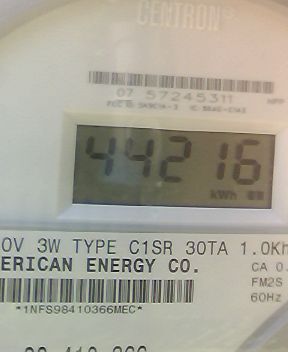 CENTRON®
07 57245311
44216
kWh
OV 3W TYPE C1SR 30TA 1.0Kh
ERICAN ENERGY CO.
CA 0.
FM2S
60Hz
*1NFS98410366MEC*